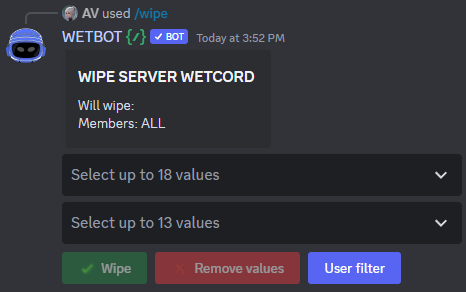 AV used /wipe
WETBOT {/} ✓ BOT Today at 3:52 PM
WIPE SERVER WETCORD
Will wipe:
Members: ALL
Select up to 18 values
Select up to 13 values
Wipe Remove values User filter